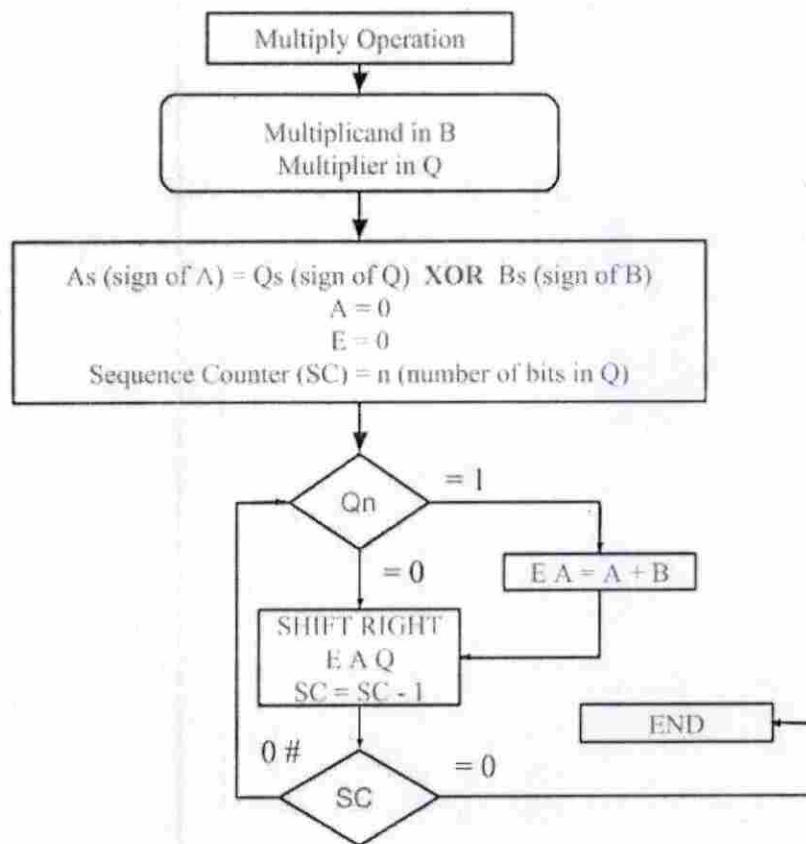 Multiply Operation
Multiplicand in B
Multiplier in Q
As (sign of A) = Qs (sign of Q) XOR Bs (sign of B)
A = 0
E = 0
Sequence Counter (SC) = n (number of bits in Q)
Qn
= 1
= 0
E A = A + B
SHIFT RIGHT
E A Q
SC = SC - 1
END
0 #
= 0
SC